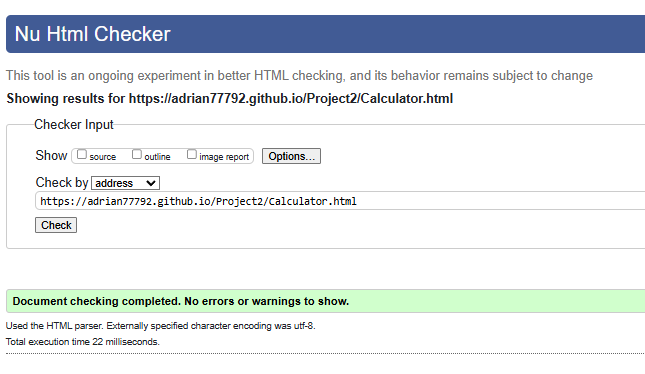 Nu Html Checker
This tool is an ongoing experiment in better HTML checking, and its behavior remains subject to change
Showing results for https://adrian77792.github.io/Project2/Calculator.html
Checker Input
Show source outline image report Options...
Check by address
https://adrian77792.github.io/Project2/Calculator.html
Check
Document checking completed. No errors or warnings to show.
Used the HTML parser. Externally specified character encoding was utf-8.
Total execution time 22 milliseconds.